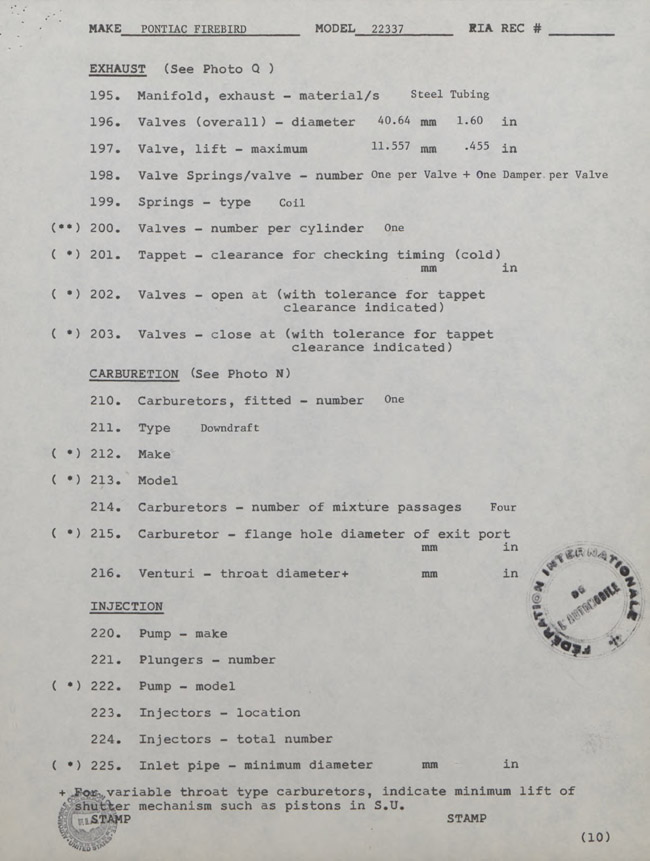 MAKE PONTIAC FIREBIRD MODEL 22337 RIA REC #
EXHAUST (See Photo Q )
195. Manifold, exhaust - material/s Steel Tubing
196. Valves (overall) - diameter 40.64 mm 1.60 in
197. Valve, lift - maximum 11.557 mm .455 in
198. Valve Springs/valve - number One per Valve + One Damper per Valve
199. Springs - type Coil
(**) 200. Valves - number per cylinder One
( *) 201. Tappet - clearance for checking timing (cold)
mm in
( *) 202. Valves - open at (with tolerance for tappet
clearance indicated)
( *) 203. Valves - close at (with tolerance for tappet
clearance indicated)
CARBURETION (See Photo N)
210. Carburetors, fitted - number One
211. Type Downdraft
( *) 212. Make
( *) 213. Model
214. Carburetors - number of mixture passages Four
( *) 215. Carburetor - flange hole diameter of exit port
mm in
216. Venturi - throat diameter+ mm in
FÉDÉRATION INTERNATIONALE
DE
L'AUTOMOBILE
INJECTION
220. Pump - make
221. Plungers - number
( *) 222. Pump - model
223. Injectors - location
224. Injectors - total number
( *) 225. Inlet pipe - minimum diameter mm in
+ For variable throat type carburetors, indicate minimum lift of
shutter mechanism such as pistons in S.U.
STAMP STAMP
(10)